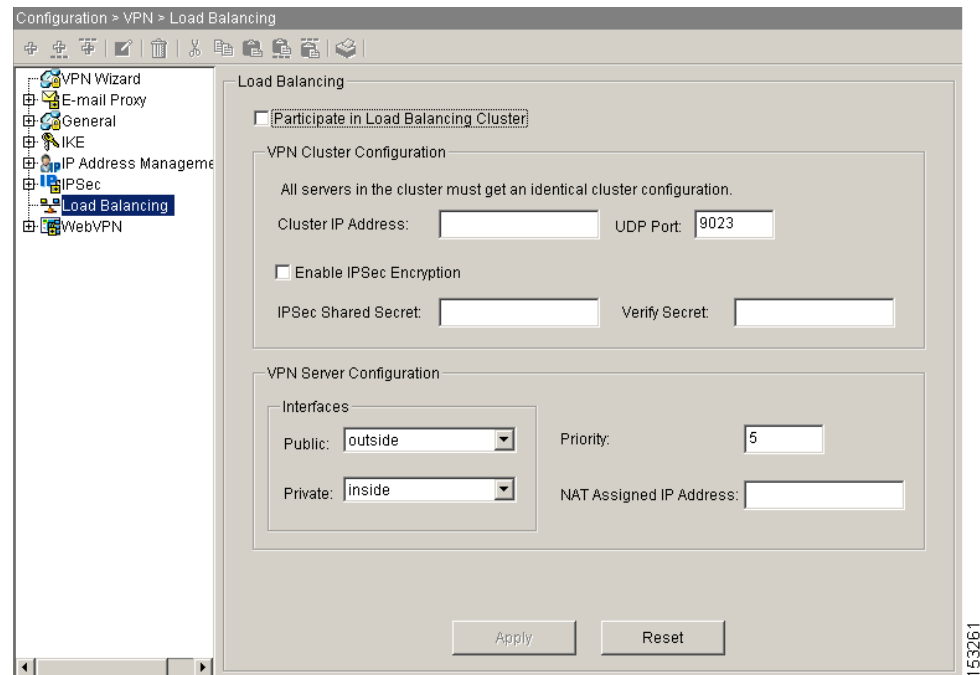 Configuration > VPN > Load Balancing
VPN Wizard
E-mail Proxy
General
IKE
IP Address Manageme
IPSec
Load Balancing
WebVPN
Load Balancing
Participate in Load Balancing Cluster
VPN Cluster Configuration
All servers in the cluster must get an identical cluster configuration.
Cluster IP Address: UDP Port: 9023
Enable IPSec Encryption
IPSec Shared Secret: Verify Secret:
VPN Server Configuration
Interfaces
Public: outside
Private: inside
Priority: 5
NAT Assigned IP Address:
Apply Reset
153261